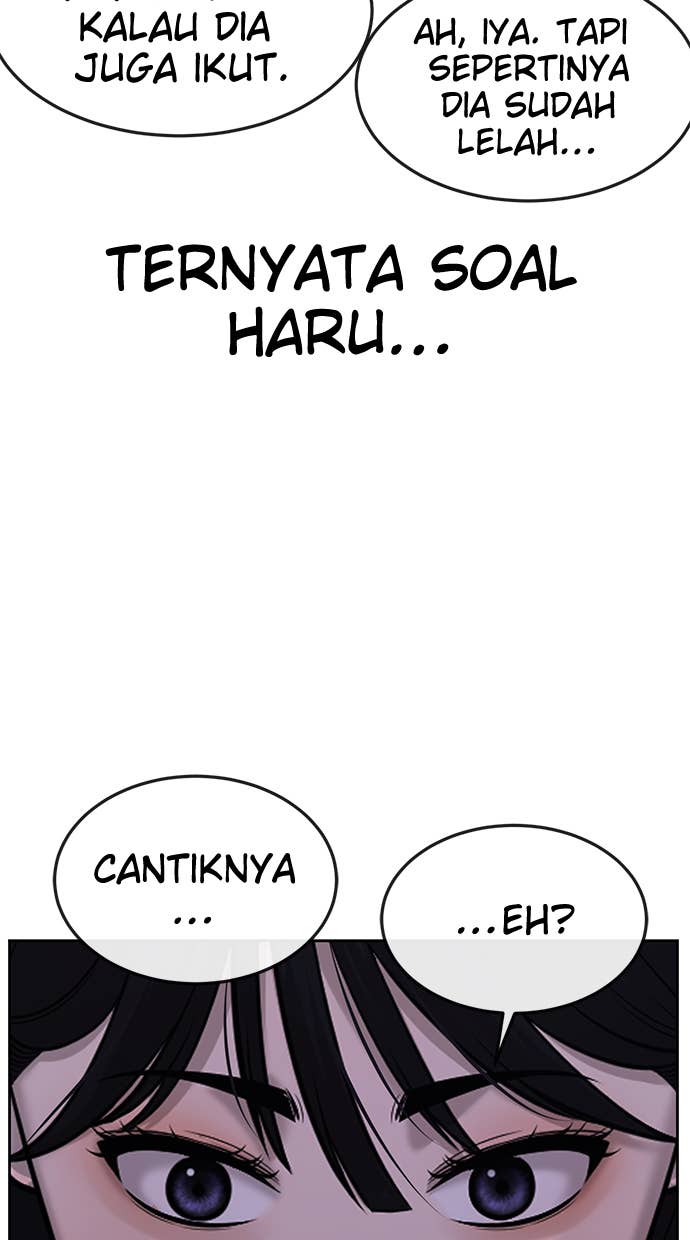 KALAU DIA
JUGA IKUT.
AH, IYA. TAPI
SEPERTINYA
DIA SUDAH
LELAH...
TERNYATA SOAL
HARU...
CANTIKNYA
...
...EH?